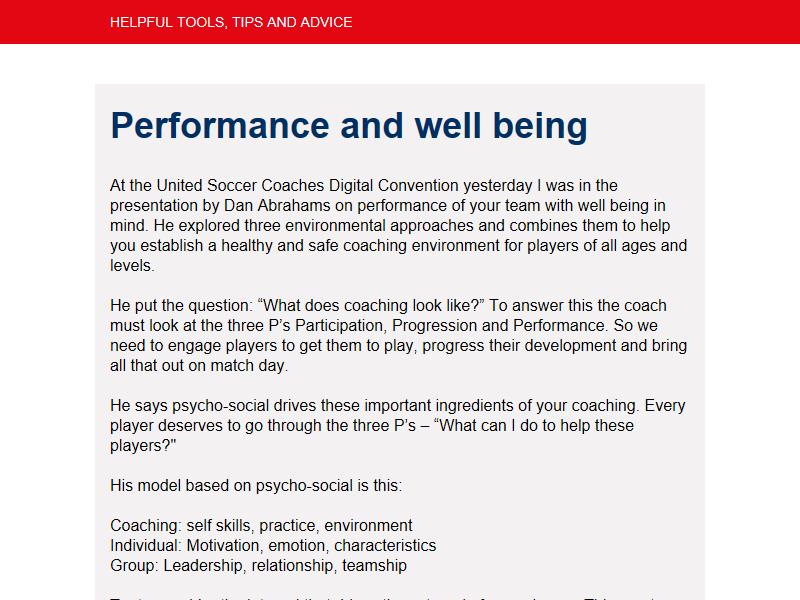 HELPFUL TOOLS, TIPS AND ADVICE
Performance and well being
At the United Soccer Coaches Digital Convention yesterday I was in the
presentation by Dan Abrahams on performance of your team with well being in
mind. He explored three environmental approaches and combines them to help
you establish a healthy and safe coaching environment for players of all ages and
levels.
He put the question: “What does coaching look like?” To answer this the coach
must look at the three P’s Participation, Progression and Performance. So we
need to engage players to get them to play, progress their development and bring
all that out on match day.
He says psycho-social drives these important ingredients of your coaching. Every
player deserves to go through the three P’s – “What can I do to help these
players?"
His model based on psycho-social is this:
Coaching: self skills, practice, environment
Individual: Motivation, emotion, characteristics
Group: Leadership, relationship, teamship